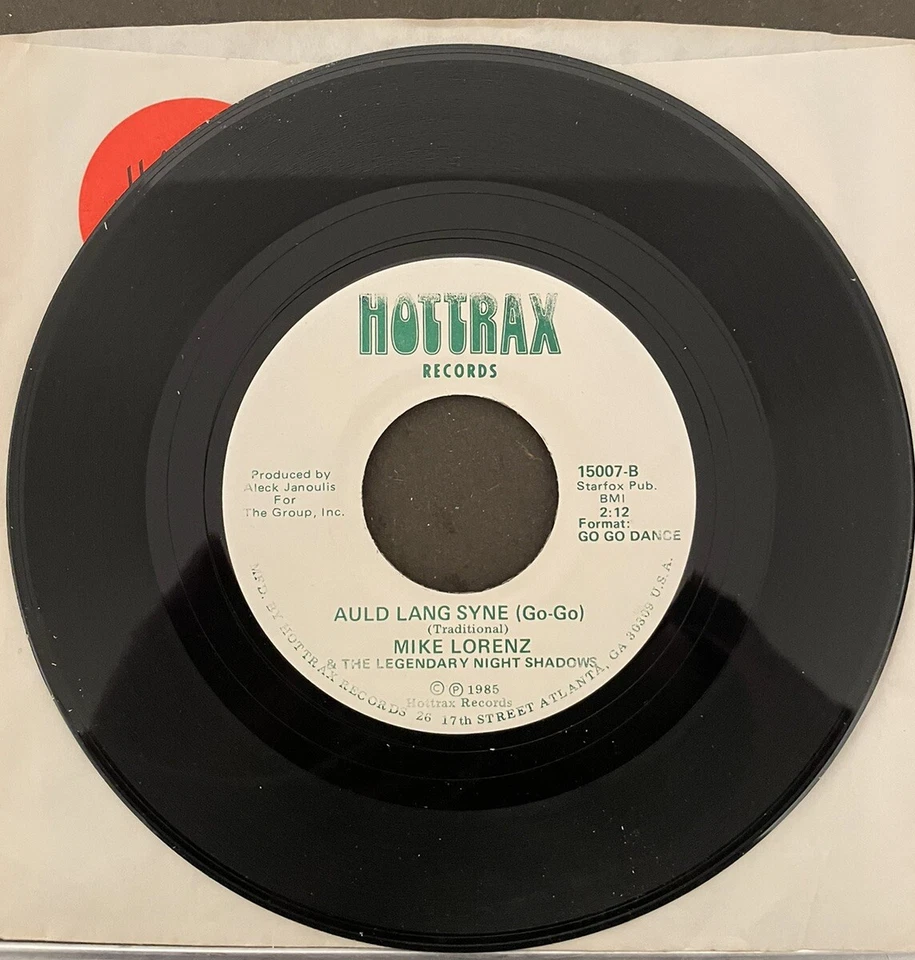 HOTTRAX
RECORDS
Produced by
Aleck Janoulis
For
The Group, Inc.
15007-B
Starfox Pub.
BMI
2:12
Format:
GO GO DANCE
AULD LANG SYNE (Go-Go)
(Traditional)
MIKE LORENZ
& THE LEGENDARY NIGHT SHADOWS
© ℗ 1985
Hottrax Records
MFD. BY HOTTRAX RECORDS 26 17th STREET ATLANTA, GA 30309 U.S.A.